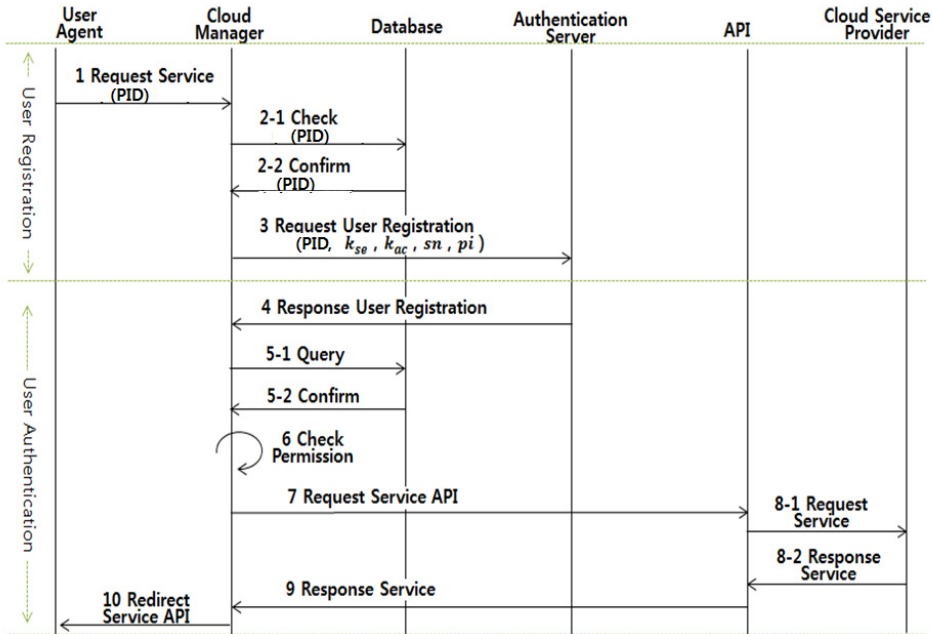 User
Agent
Cloud
Manager
Database
Authentication
Server
API
Cloud Service
Provider
User Registration
1 Request Service
(PID)
2-1 Check
(PID)
2-2 Confirm
(PID)
3 Request User Registration
(PID, k_se , k_ac , sn , pi )
User Authentication
4 Response User Registration
5-1 Query
5-2 Confirm
6 Check
Permission
7 Request Service API
8-1 Request
Service
8-2 Response
Service
9 Response Service
10 Redirect
Service API